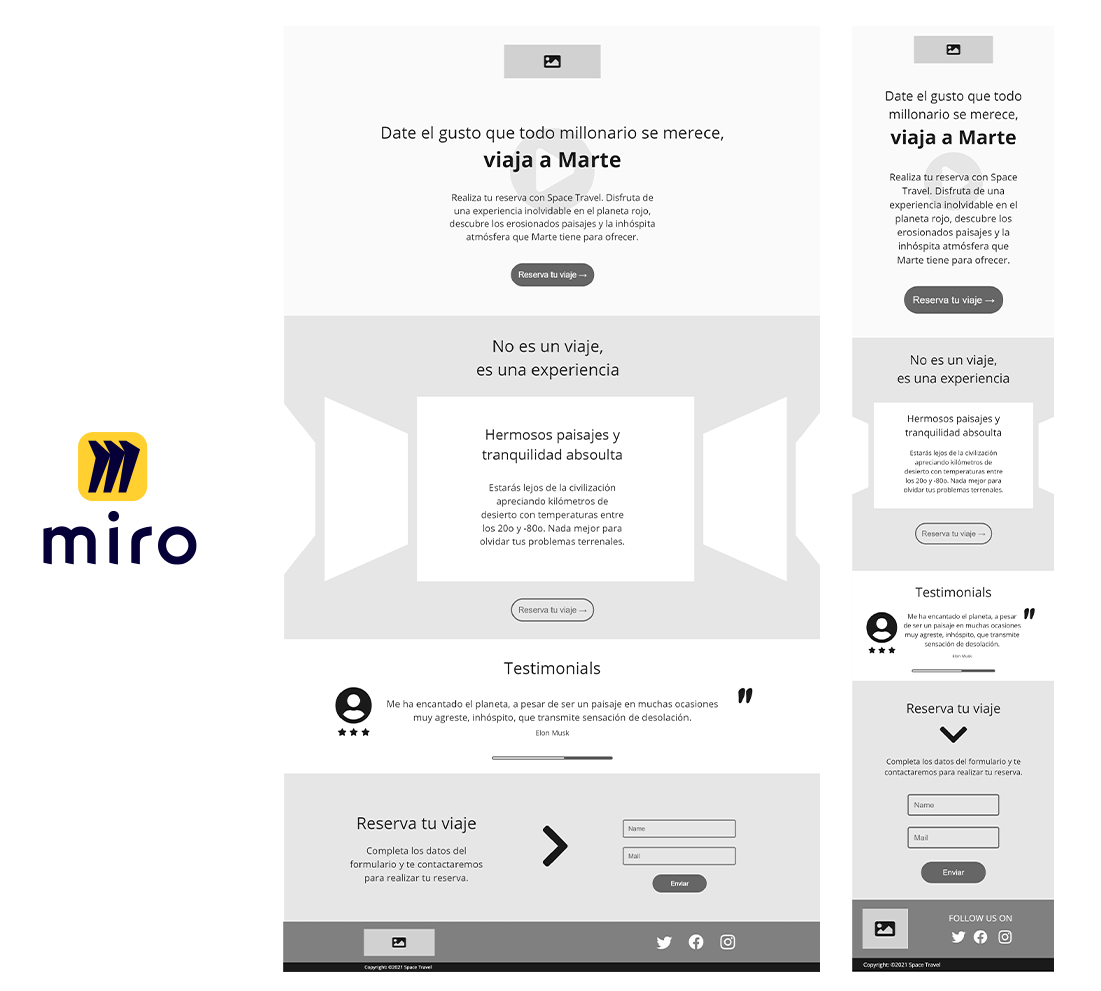 miro
Date el gusto que todo millonario se merece,
viaja a Marte
Realiza tu reserva con Space Travel. Disfruta de
una experiencia inolvidable en el planeta rojo,
descubre los erosionados paisajes y la inhóspita
atmósfera que Marte tiene para ofrecer.
Reserva tu viaje →
No es un viaje,
es una experiencia
Hermosos paisajes y
tranquilidad absoulta
Estarás lejos de la civilización
apreciando kilómetros de
desierto con temperaturas entre
los 20o y -80o. Nada mejor para
olvidar tus problemas terrenales.
Reserva tu viaje →
Testimonials
Me ha encantado el planeta, a pesar de ser un paisaje en muchas ocasiones
muy agreste, inhóspito, que transmite sensación de desolación.
Elon Musk
Reserva tu viaje
Completa los datos del
formulario y te contactaremos
para realizar tu reserva.
Name
Mail
Enviar
Copyright: ©2021 Space Travel
Date el gusto que todo
millonario se merece,
viaja a Marte
Realiza tu reserva con Space
Travel. Disfruta de una
experiencia inolvidable en el
planeta rojo, descubre los
erosionados paisajes y la
inhóspita atmósfera que
Marte tiene para ofrecer.
Reserva tu viaje →
No es un viaje,
es una experiencia
Hermosos paisajes y
tranquilidad absoulta
Estarás lejos de la civilización
apreciando kilómetros de
desierto con temperaturas entre
los 20o y -80o. Nada mejor para
olvidar tus problemas terrenales.
Reserva tu viaje →
Testimonials
Me ha encantado el planeta, a pesar
de ser un paisaje en muchas ocasiones
muy agreste, inhóspito, que transmite
sensación de desolación.
Elon Musk
Reserva tu viaje
Completa los datos del formulario y te
contactaremos para realizar tu reserva.
Name
Mail
Enviar
FOLLOW US ON
Copyright: ©2021 Space Travel